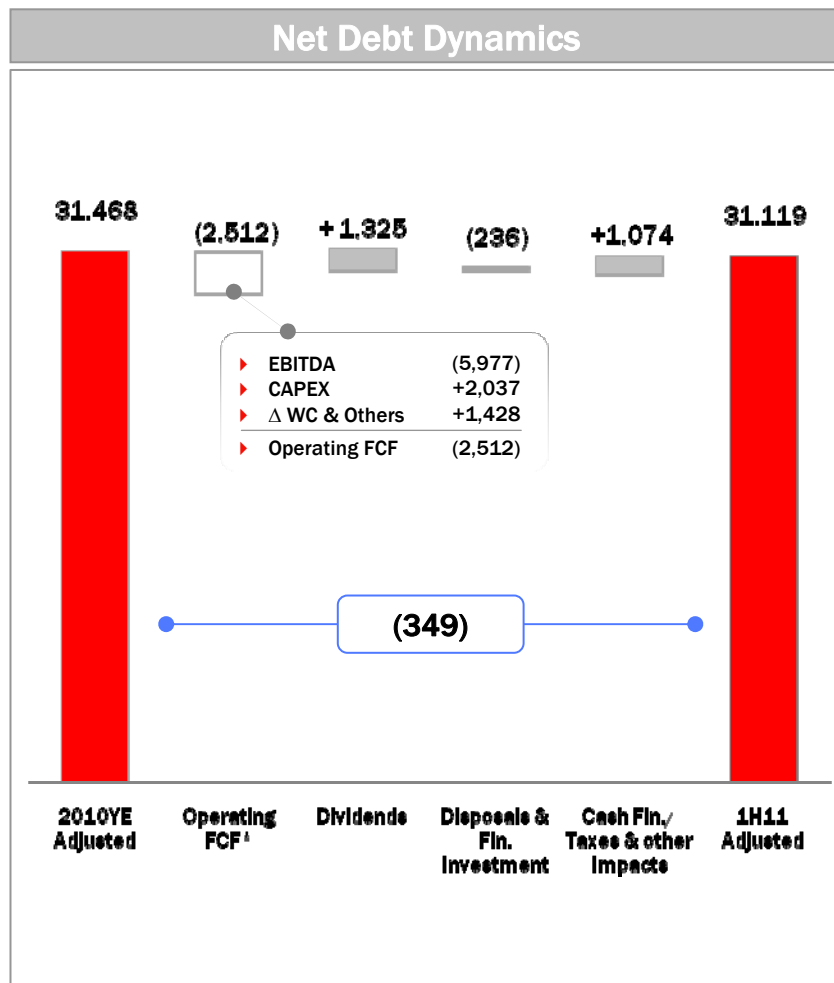 Net Debt Dynamics
31.468
(2,512)
+ 1,325
(236)
+1,074
31.119
EBITDA (5,977)
CAPEX +2,037
Δ WC & Others +1,428
Operating FCF (2,512)
(349)
2010YE
Adjusted
Operating
FCF
Dividends
Disposals &
Fin.
Investment
Cash Fin./
Taxes & other
Impacts
1H11
Adjusted